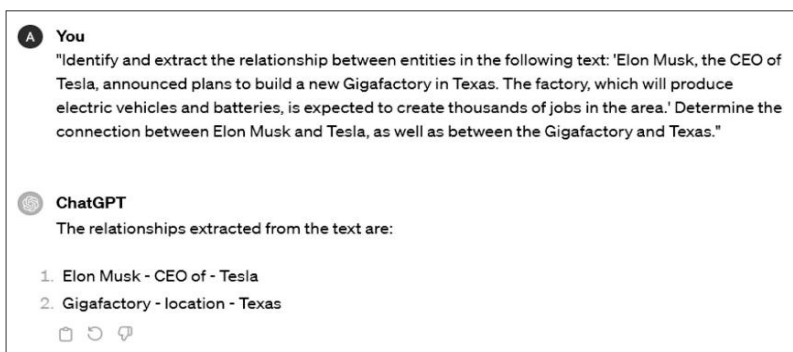 A You
"Identify and extract the relationship between entities in the following text: 'Elon Musk, the CEO of
Tesla, announced plans to build a new Gigafactory in Texas. The factory, which will produce
electric vehicles and batteries, is expected to create thousands of jobs in the area.' Determine the
connection between Elon Musk and Tesla, as well as between the Gigafactory and Texas."
ChatGPT
The relationships extracted from the text are:
1. Elon Musk - CEO of - Tesla
2. Gigafactory - location - Texas